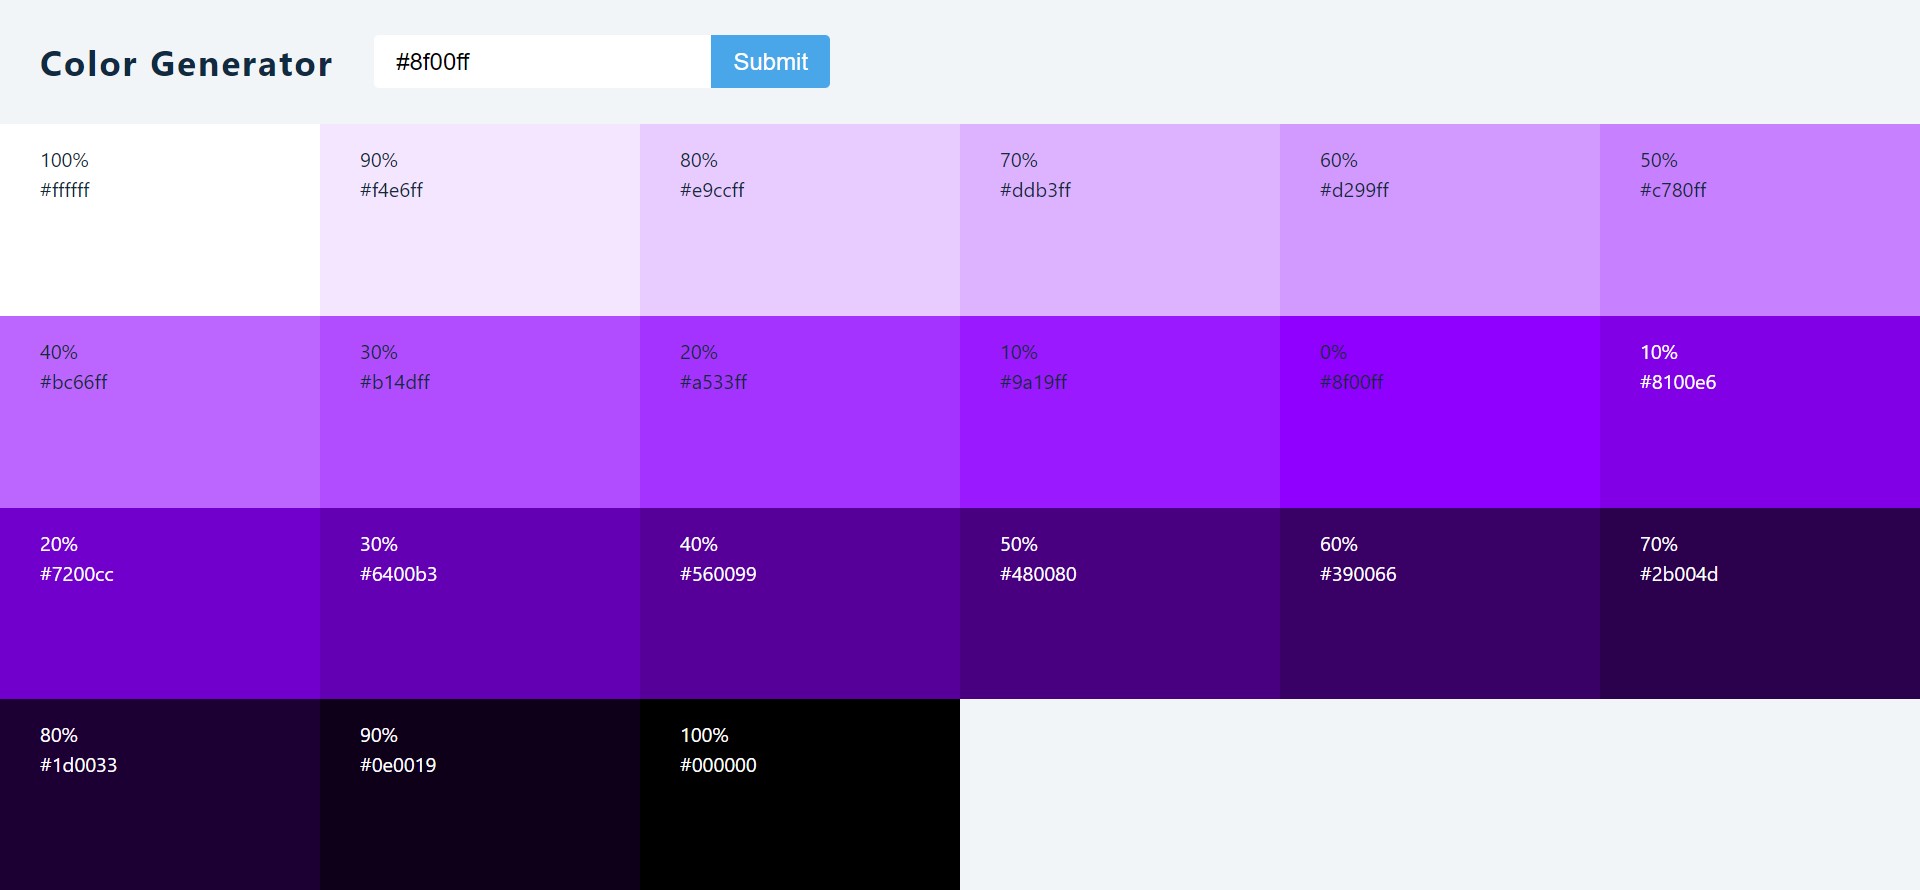 Color Generator
#8f00ff
Submit
100%
#ffffff
90%
#f4e6ff
80%
#e9ccff
70%
#ddb3ff
60%
#d299ff
50%
#c780ff
40%
#bc66ff
30%
#b14dff
20%
#a533ff
10%
#9a19ff
0%
#8f00ff
10%
#8100e6
20%
#7200cc
30%
#6400b3
40%
#560099
50%
#480080
60%
#390066
70%
#2b004d
80%
#1d0033
90%
#0e0019
100%
#000000